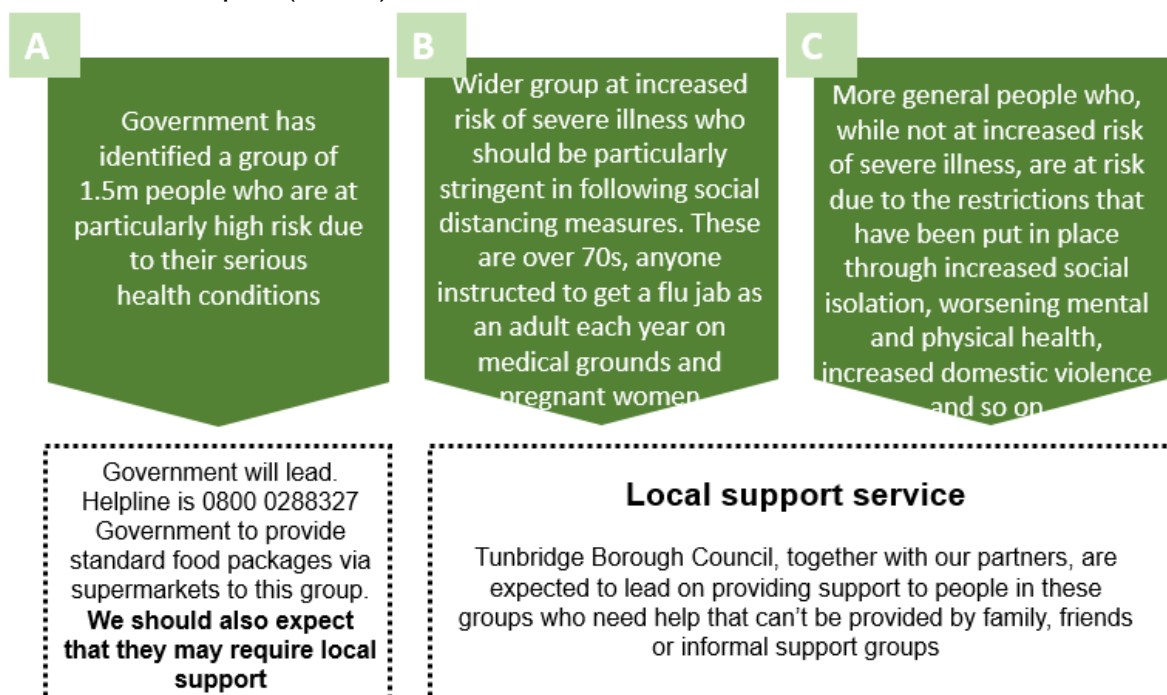 A
Government has
identified a group of
1.5m people who are at
particularly high risk due
to their serious
health conditions
B
Wider group at increased
risk of severe illness who
should be particularly
stringent in following social
distancing measures. These
are over 70s, anyone
instructed to get a flu jab as
an adult each year on
medical grounds and
pregnant women
C
More general people who,
while not at increased risk
of severe illness, are at risk
due to the restrictions that
have been put in place
through increased social
isolation, worsening mental
and physical health,
increased domestic violence
and so on
Government will lead.
Helpline is 0800 0288327
Government to provide
standard food packages via
supermarkets to this group.
We should also expect
that they may require local
support
Local support service
Tunbridge Borough Council, together with our partners, are
expected to lead on providing support to people in these
groups who need help that can’t be provided by family, friends
or informal support groups